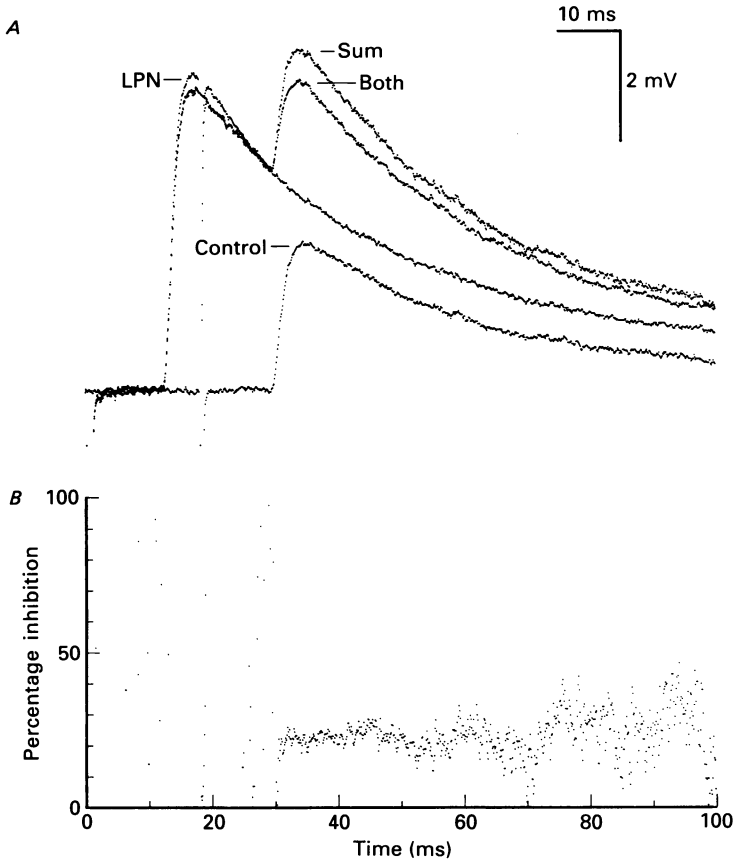 A
10 ms
2 mV
LPN
Sum
Both
Control
B
Percentage inhibition
100
50
0
0 20 40 60 80 100
Time (ms)